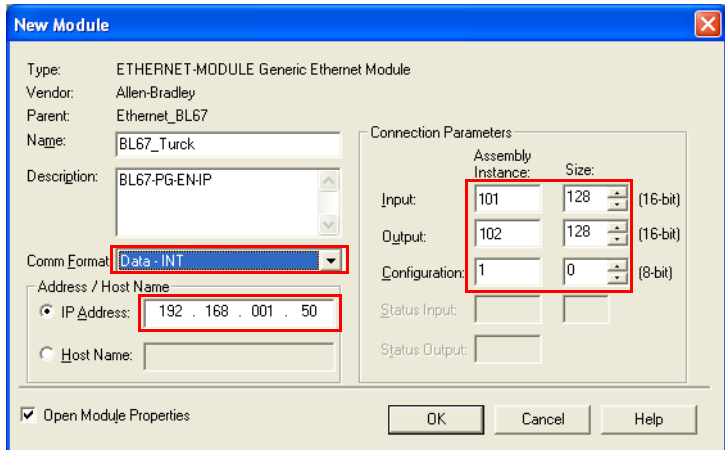 New Module
Type: ETHERNET-MODULE Generic Ethernet Module
Vendor: Allen-Bradley
Parent: Ethernet_BL67
Name: BL67_Turck
Description: BL67-PG-EN-IP
Comm Format Data - INT
Address / Host Name
IP Address: 192 . 168 . 001 . 50
Host Name:
Connection Parameters
Assembly Instance: Size:
Input: 101 128 (16-bit)
Output: 102 128 (16-bit)
Configuration: 1 0 (8-bit)
Status Input:
Status Output:
Open Module Properties
OK Cancel Help